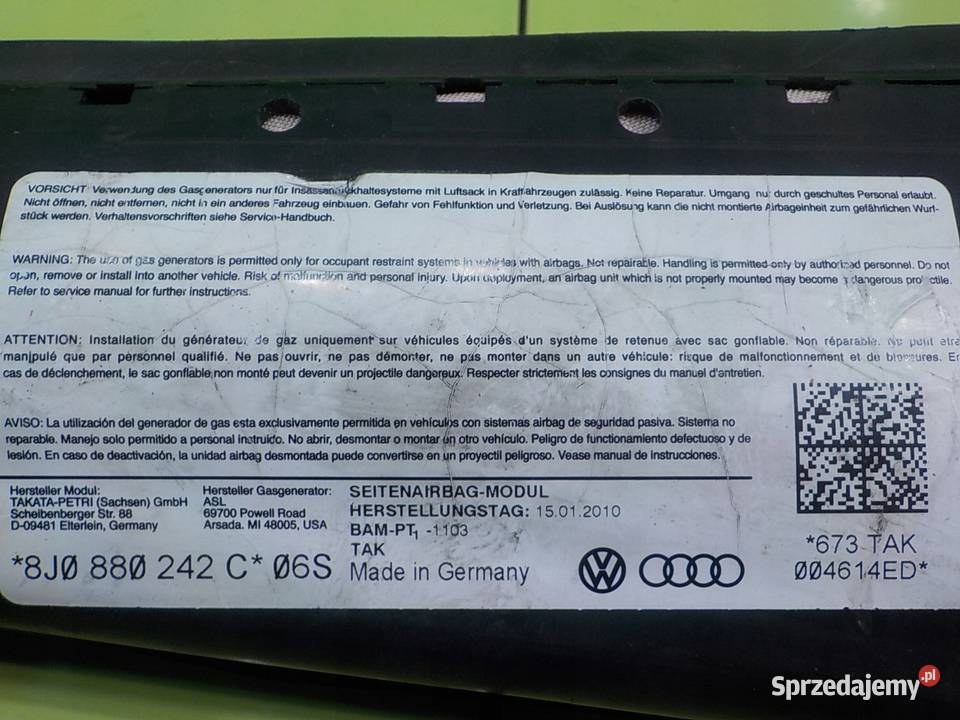 VORSICHT: Verwendung des Gasgenerators nur für Insassenrückhaltesysteme mit Luftsack in Kraftfahrzeugen zulässig. Keine Reparatur. Umgang nur durch geschultes Personal erlaubt.
Nicht öffnen, nicht entfernen, nicht in ein anderes Fahrzeug einbauen. Gefahr von Fehlfunktion und Verletzung. Bei Auslösung kann die nicht montierte Airbageinheit zum gefährlichen Wurf-
stück werden. Verhaltensvorschriften siehe Service-Handbuch.
WARNING: The use of gas generators is permitted only for occupant restraint systems in vehicles with airbags. Not repairable. Handling is permitted only by authorized personnel. Do not
open, remove or install into another vehicle. Risk of malfunction and personal injury. Upon deployment, an airbag unit which is not properly mounted may become a dangerous projectile.
Refer to service manual for further instructions.
ATTENTION: Installation du générateur de gaz uniquement sur véhicules équipés d'un système de retenue avec sac gonflable. Non réparable. Ne peut etre
manipulé que par personnel qualifié. Ne pas ouvrir, ne pas démonter, ne pas monter dans un autre véhicule: risque de malfonctionnement et de blessures. En
cas de déclenchement, le sac gonflable non monté peut devenir un projectile dangereux. Respecter strictement les consignes du manuel d'entretien.
AVISO: La utilización del generador de gas esta exclusivamente permitida en vehículos con sistemas airbag de seguridad pasiva. Sistema no
reparable. Manejo solo permitido a personal instruido. No abrir, desmontar o montar en otro vehículo. Peligro de funcionamiento defectuoso y de
lesión. En caso de deactivación, la unidad airbag desmontada puede convertirse en un proyectil peligroso. Vease manual de instrucciones.
Hersteller Modul:
TAKATA-PETRI (Sachsen) GmbH
Scheibenberger Str. 88
D-09481 Elterlein, Germany
Hersteller Gasgenerator:
ASL
69700 Powell Road
Arsada. MI 48005, USA
*8J0 880 242 C* 06S
SEITENAIRBAG-MODUL
HERSTELLUNGSTAG: 15.01.2010
BAM-PT1 -1103
TAK
Made in Germany
*673 TAK
004614ED*
Sprzedajemy.pl